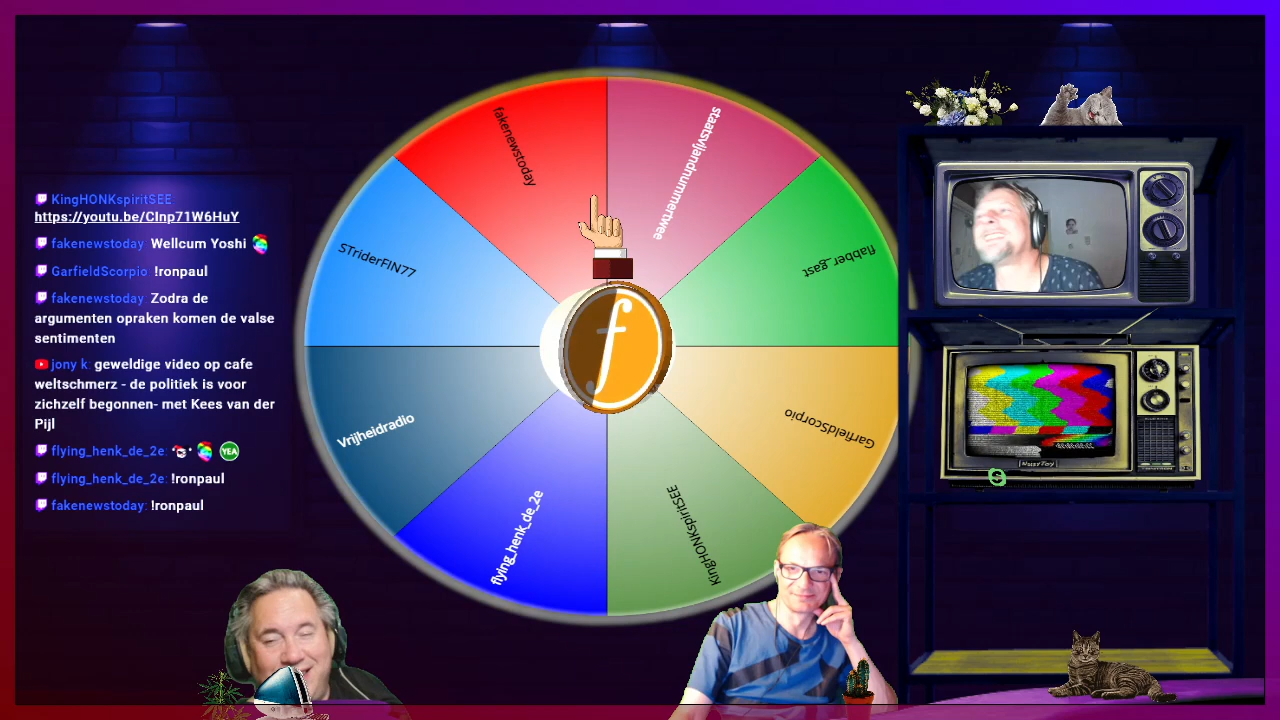 KingHONKspiritSEE
https://youtu.be/CInp71W6HuY
fakenewstoday Wellcum Yoshi
GarfieldScorpio !ronpaul
fakenewstoday Zodra de
argumenten opraken komen de valse
sentimenten
jony k: geweldige video op cafe
weltschmerz - de politiek is voor
zichzelf begonnen- met Kees van der
Pijl
flying_henk_de_2e: YEA
flying_henk_de_2e: !ronpaul
fakenewstoday: !ronpaul
fakenewstoday
staatsvijandnummertwee
flabber_gast
GarfieldScorpio
KingHONKspiritSEE
flying_henk_de_2e
Vrijheidradio
STriderFIN77
f